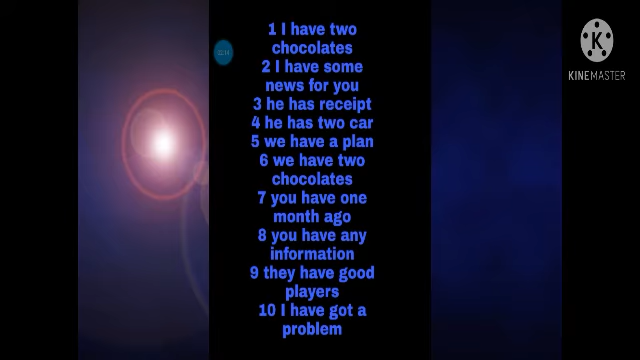 1 I have two
chocolates
2 I have some
news for you
3 he has receipt
4 he has two car
5 we have a plan
6 we have two
chocolates
7 you have one
month ago
8 you have any
information
9 they have good
players
10 I have got a
problem
K
KINEMASTER